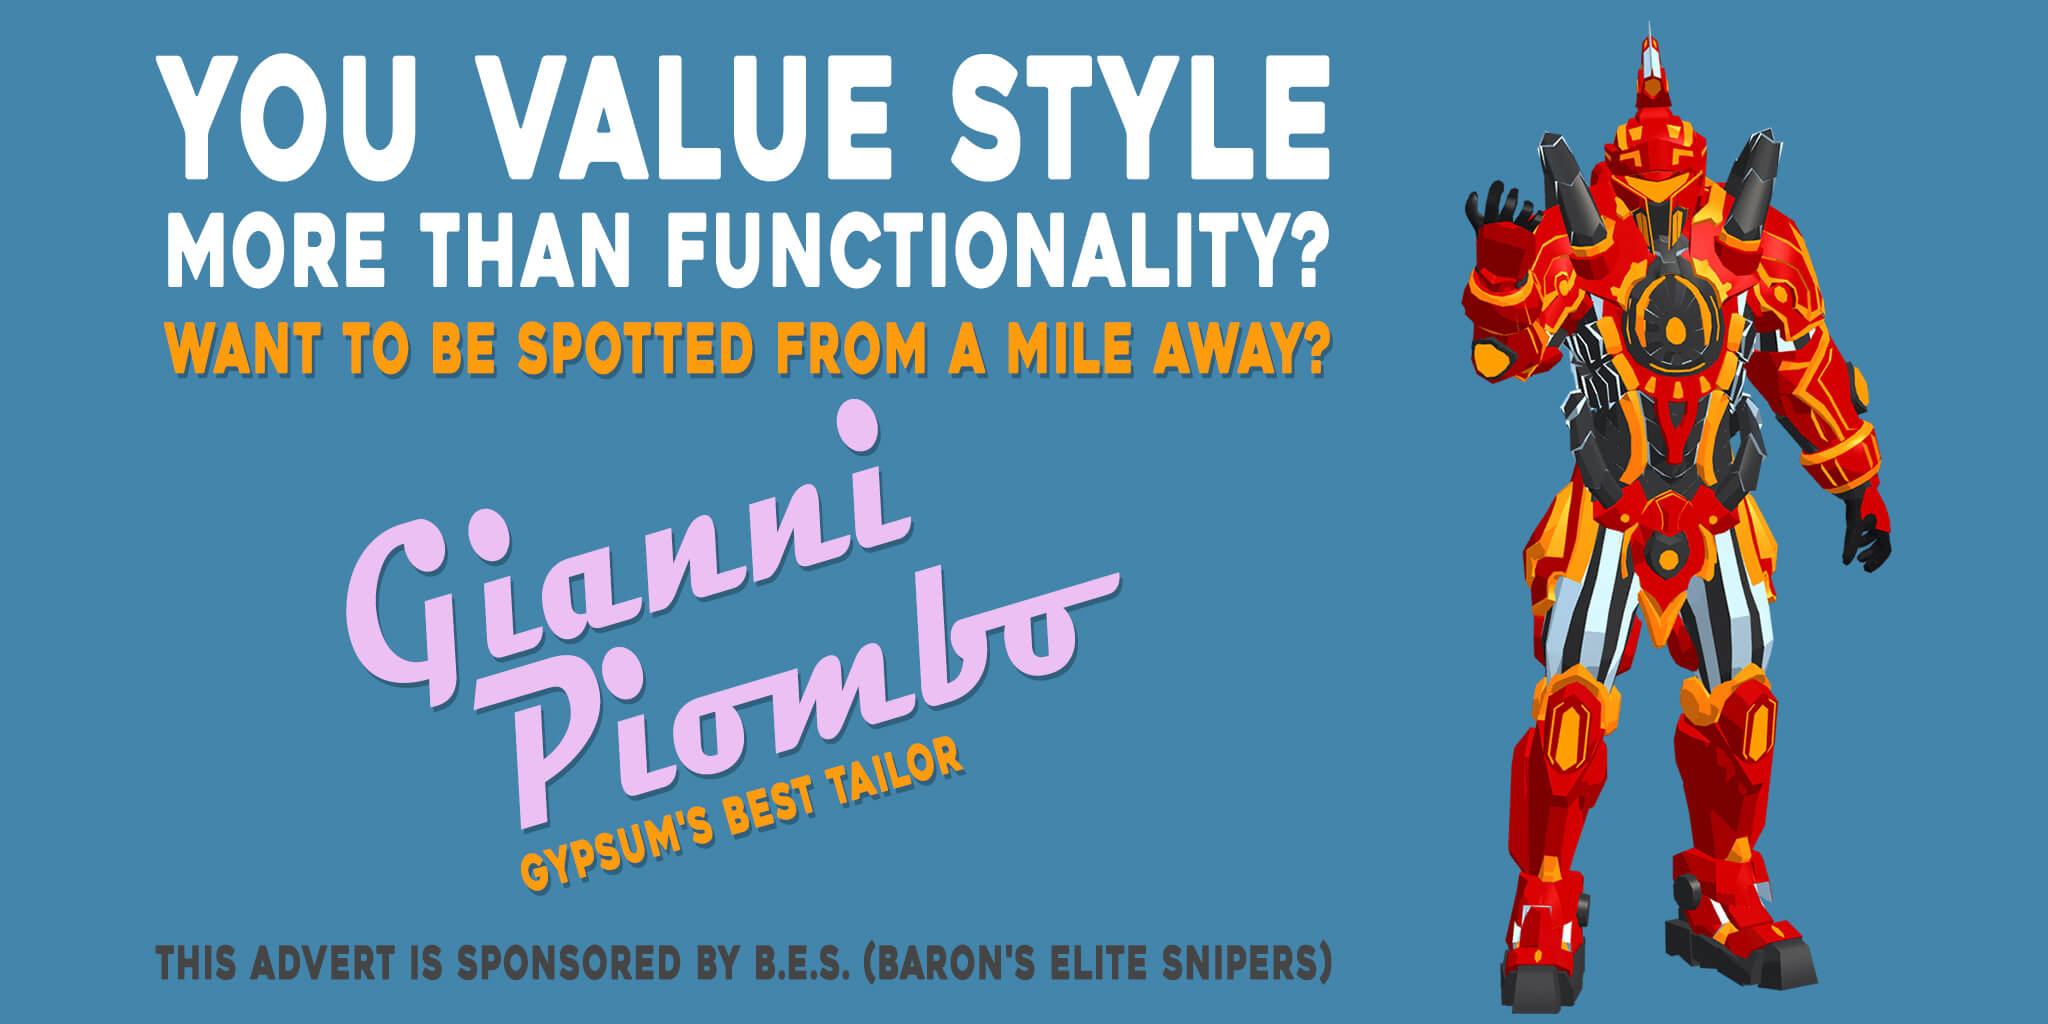 YOU VALUE STYLE
MORE THAN FUNCTIONALITY?
WANT TO BE SPOTTED FROM A MILE AWAY?
Gianni
Piombo
GYPSUM'S BEST TAILOR
THIS ADVERT IS SPONSORED BY B.E.S. (BARON'S ELITE SNIPERS)